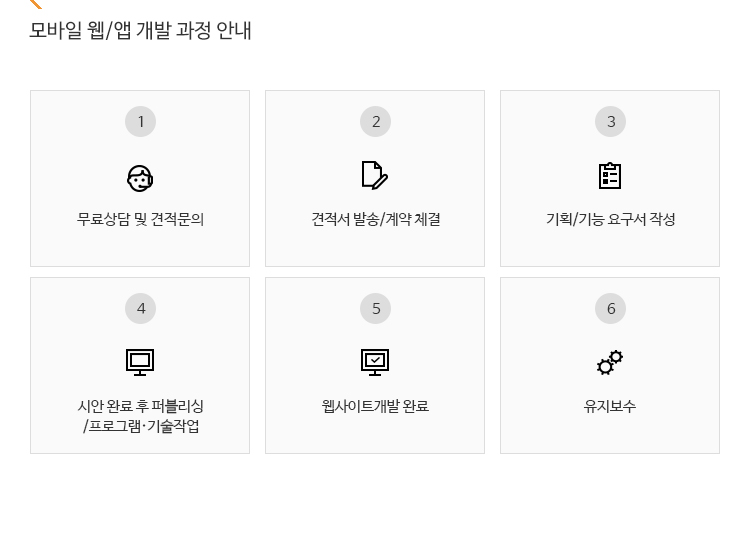 모바일 웹/앱 개발 과정 안내
1
2
3
무료상담 및 견적문의
견적서 발송/계약 체결
기획/기능 요구서 작성
4
5
6
시안 완료 후 퍼블리싱
/프로그램·기술작업
웹사이트개발 완료
유지보수